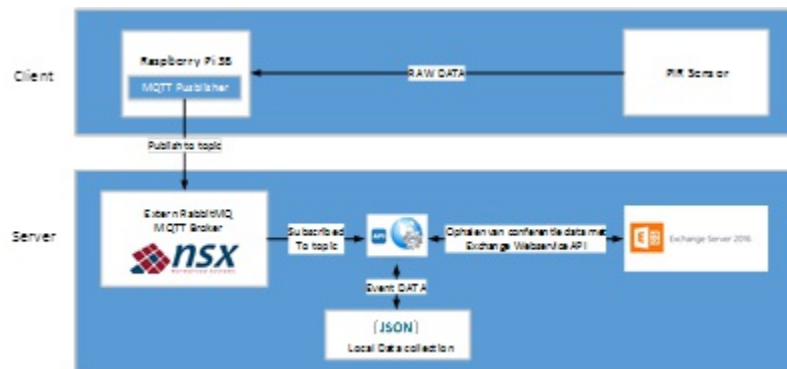 Client
Raspberry Pi 3B
MQTT Pusblisher
RAW DATA
PIR Sensor
Publish to topic
Server
Extern RabbitMQ
MQTT Broker
nsx
Subscribed
To topic
API
Ophalen van conferentie data met
Exchange Webservice API
Exchange Server 2016
Event DATA
{JSON}
Local Data collection